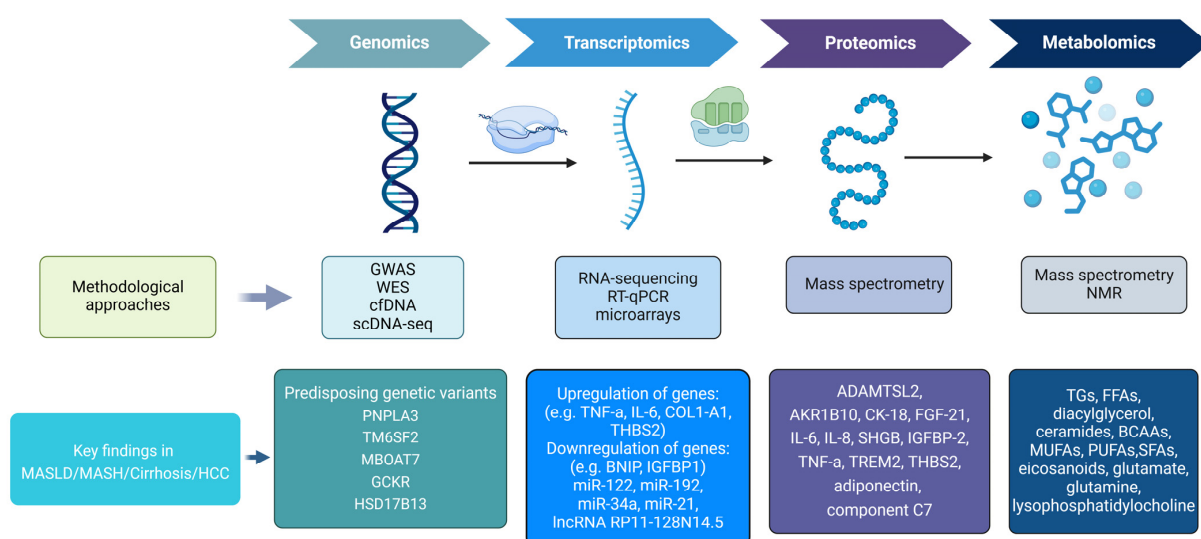 Genomics
Transcriptomics
Proteomics
Metabolomics
Methodological
approaches
GWAS
WES
cfDNA
scDNA-seq
RNA-sequencing
RT-qPCR
microarrays
Mass spectrometry
Mass spectrometry
NMR
Key findings in
MASLD/MASH/Cirrhosis/HCC
Predisposing genetic variants
PNPLA3
TM6SF2
MBOAT7
GCKR
HSD17B13
Upregulation of genes:
(e.g. TNF-a, IL-6, COL1-A1,
THBS2)
Downregulation of genes:
(e.g. BNIP, IGFBP1)
miR-122, miR-192,
miR-34a, miR-21,
lncRNA RP11-128N14.5
ADAMTSL2,
AKR1B10, CK-18, FGF-21,
IL-6, IL-8, SHGB, IGFBP-2,
TNF-a, TREM2, THBS2,
adiponectin,
component C7
TGs, FFAs,
diacylglycerol,
ceramides, BCAAs,
MUFAs, PUFAs,SFAs,
eicosanoids, glutamate,
glutamine,
lysophosphatidylocholine